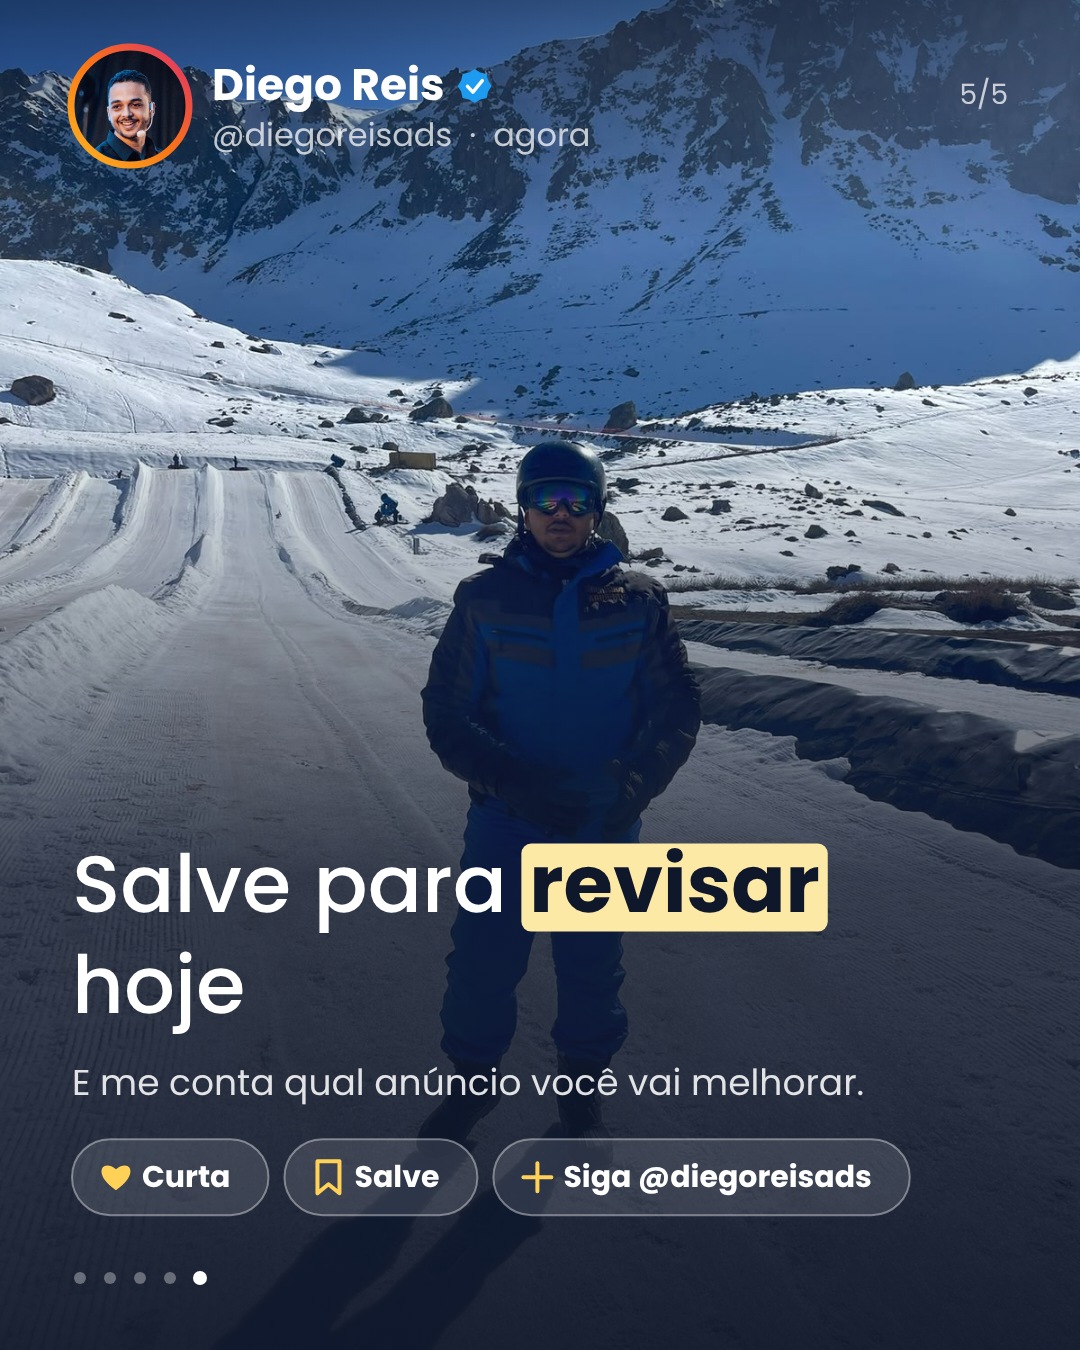 Diego Reis
5/5
@diegoreisads · agora
Salve para revisar
hoje
E me conta qual anúncio você vai melhorar.
Curta
Salve
Siga @diegoreisads